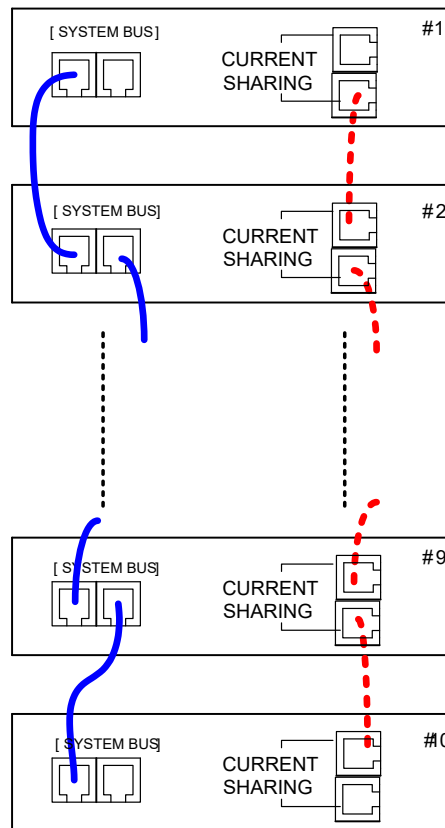 [ SYSTEM BUS]
CURRENT
SHARING
#1
[ SYSTEM BUS]
CURRENT
SHARING
#2
[ SYSTEM BUS]
CURRENT
SHARING
#9
[ SYSTEM BUS]
CURRENT
SHARING
#10